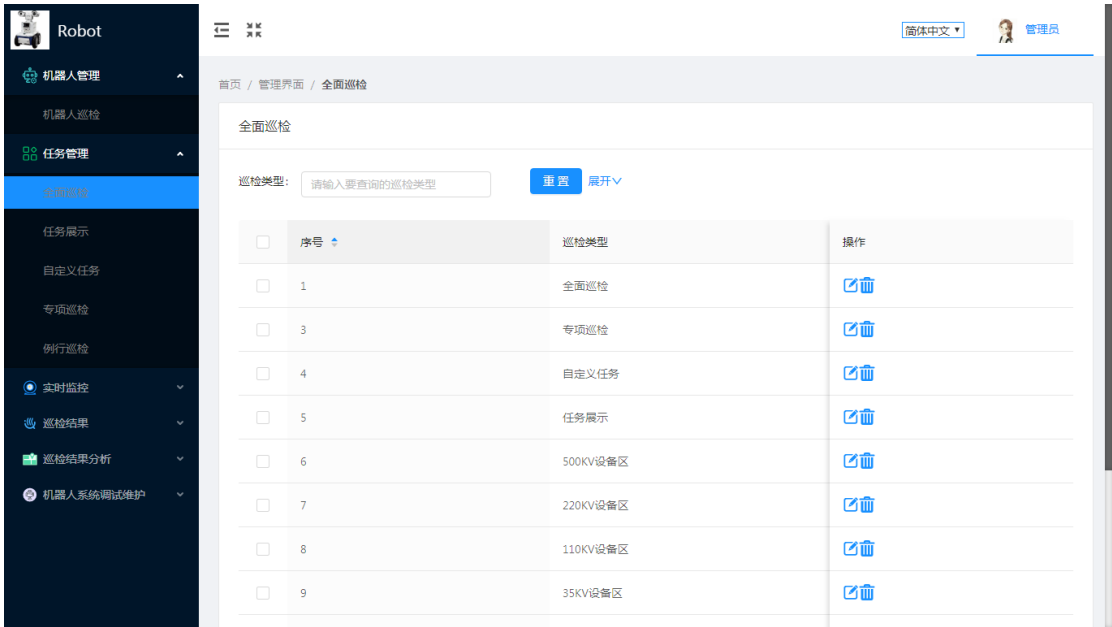 Robot
简体中文
管理员
机器人管理
机器人巡检
任务管理
全面巡检
任务展示
自定义任务
专项巡检
例行巡检
实时监控
巡检结果
巡检结果分析
机器人系统调试维护
首页 / 管理界面 / 全面巡检
全面巡检
巡检类型: 请输入要查询的巡检类型 重置 展开
序号 巡检类型 操作
1 全面巡检
3 专项巡检
4 自定义任务
5 任务展示
6 500KV设备区
7 220KV设备区
8 110KV设备区
9 35KV设备区